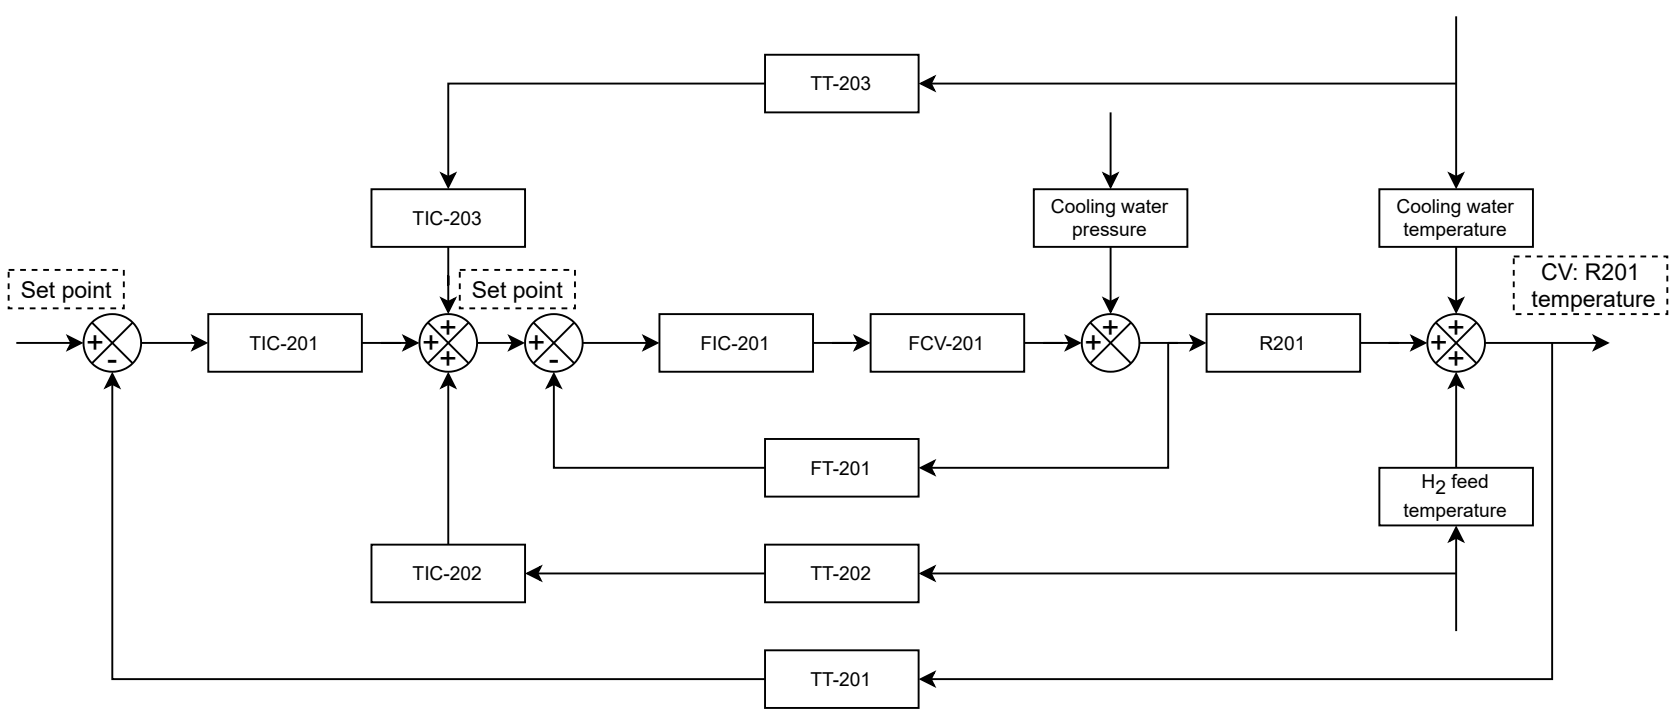 TT-203
TIC-203
Cooling water
pressure
Cooling water
temperature
Set point
Set point
CV: R201
temperature
+
-
TIC-201
+
+
+
+
-
FIC-201
FCV-201
+
+
R201
+
+
+
FT-201
H2 feed
temperature
TIC-202
TT-202
TT-201